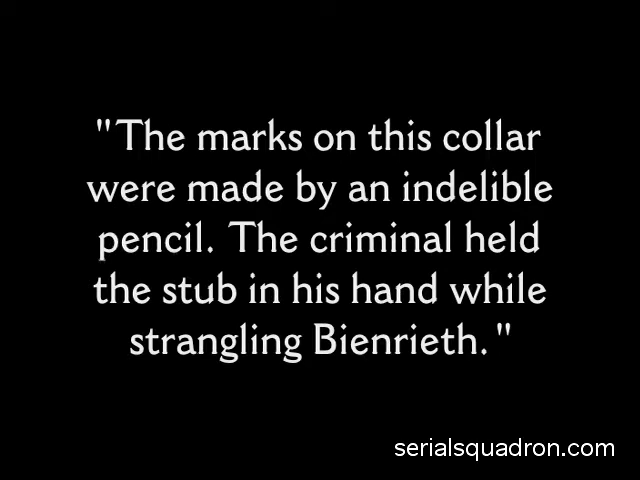 "The marks on this collar
were made by an indelible
pencil. The criminal held
the stub in his hand while
strangling Bienrieth."
serialsquadron.com